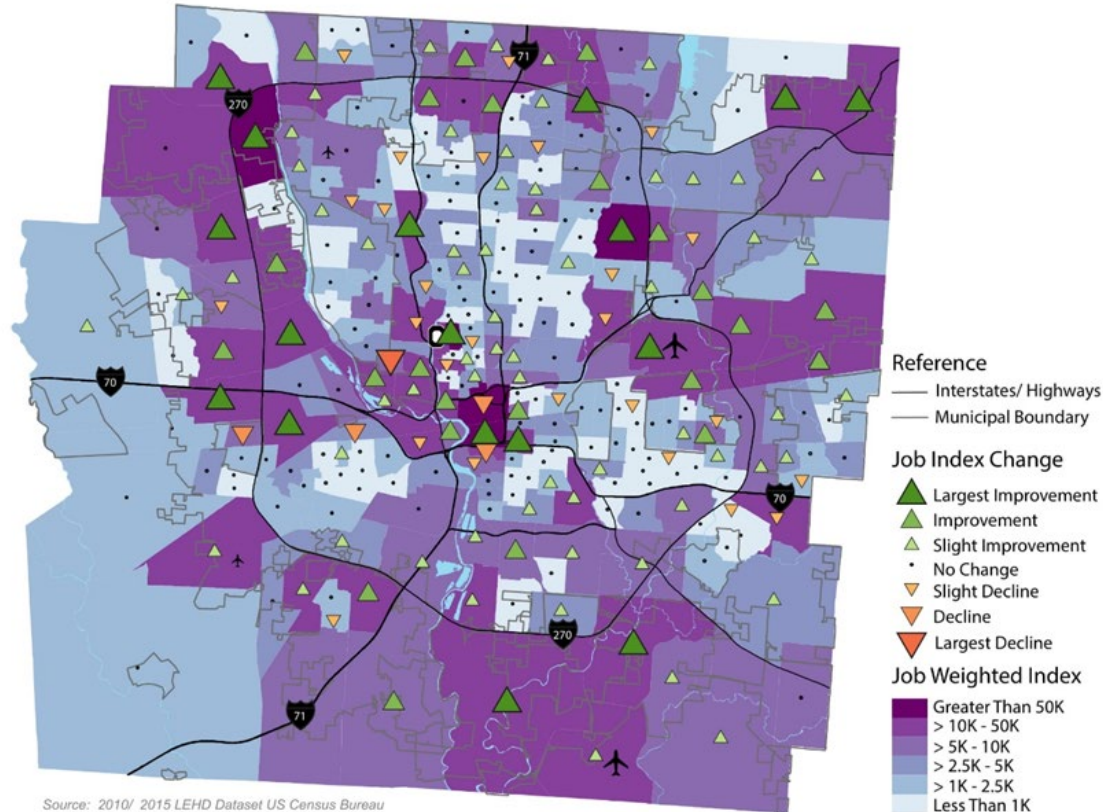 71
270
70
70
270
71
Reference
Interstates/ Highways
Municipal Boundary
Job Index Change
Largest Improvement
Improvement
Slight Improvement
No Change
Slight Decline
Decline
Largest Decline
Job Weighted Index
Greater Than 50K
> 10K - 50K
> 5K - 10K
> 2.5K - 5K
> 1K - 2.5K
Less Than 1K
Source: 2010/ 2015 LEHD Dataset US Census Bureau